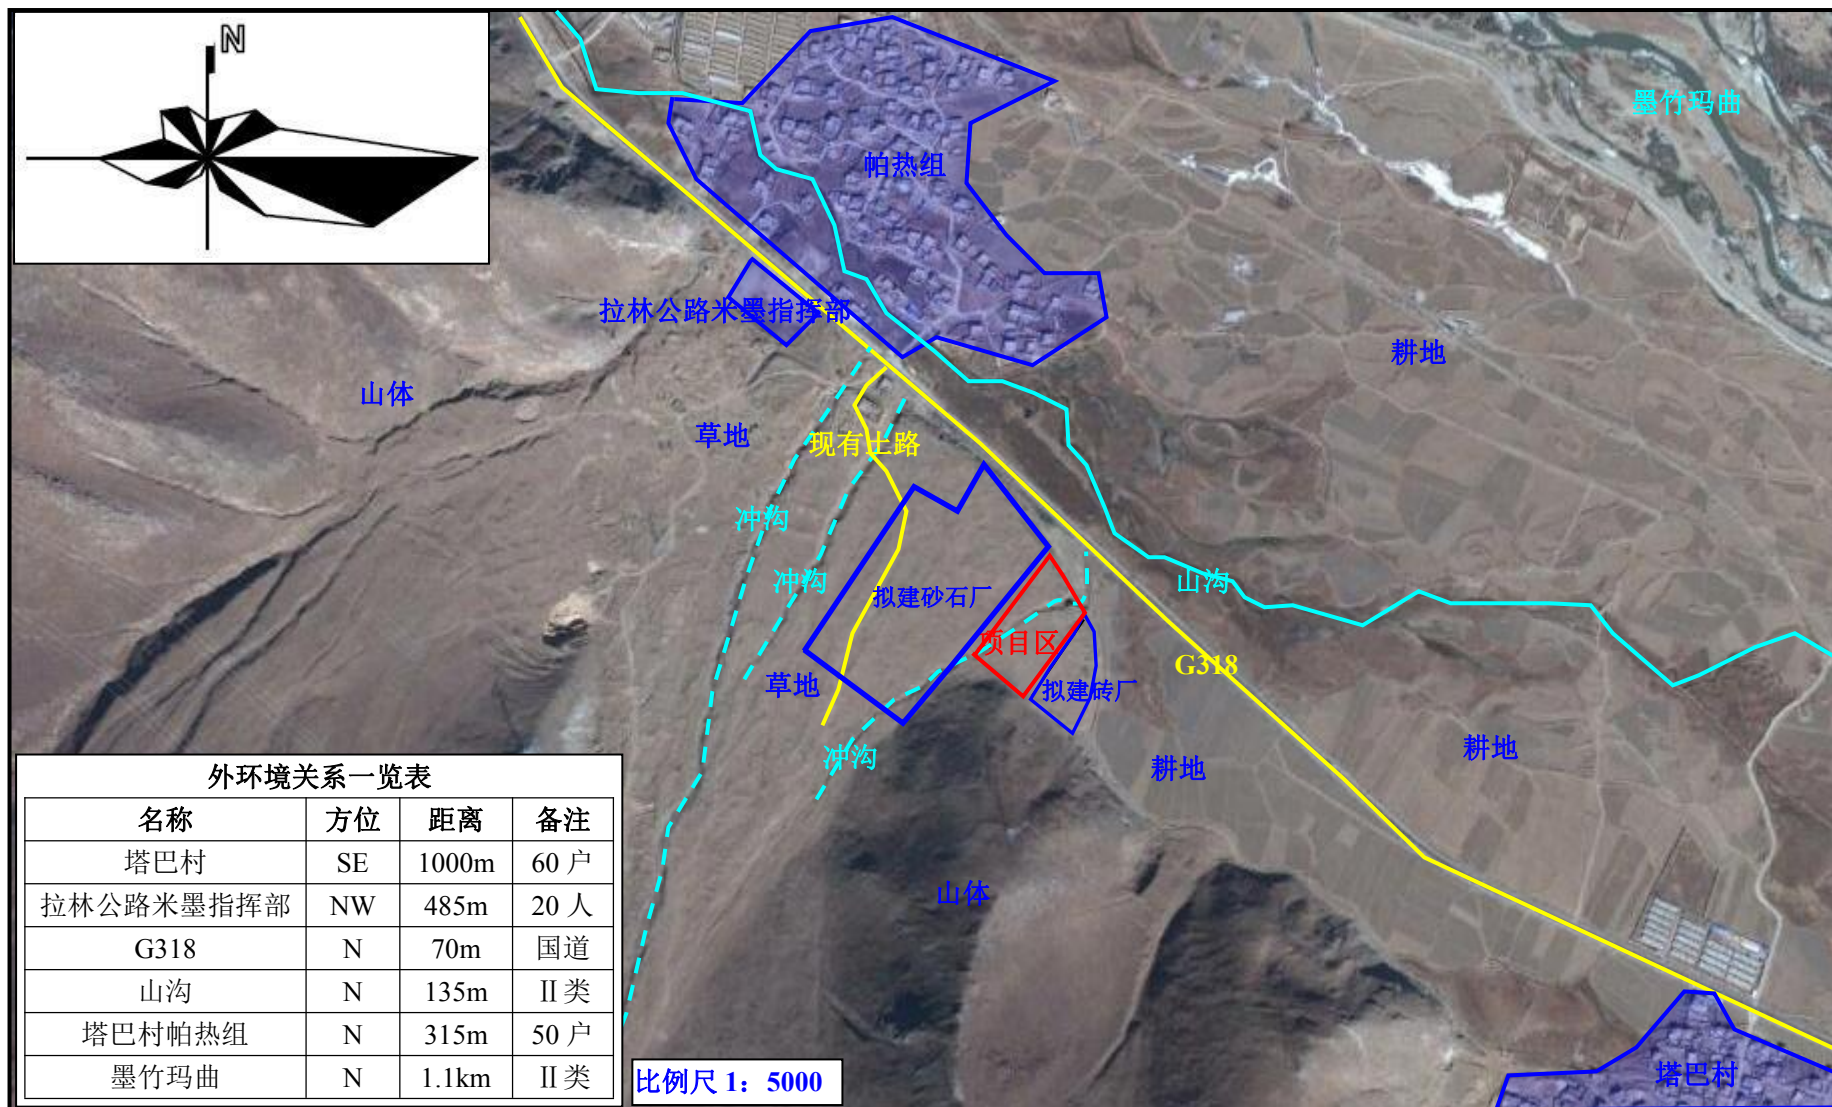 N
墨竹玛曲
帕热组
拉林公路米墨指挥部
耕地
山体
草地
现有土路
冲沟
冲沟
拟建砂石厂
山沟
项目区
G318
草地
拟建砖厂
冲沟
耕地
耕地
山体
塔巴村
外环境关系一览表
名称 方位 距离 备注
塔巴村 SE 1000m 60 户
拉林公路米墨指挥部 NW 485m 20 人
G318 N 70m 国道
山沟 N 135m Ⅱ类
塔巴村帕热组 N 315m 50 户
墨竹玛曲 N 1.1km Ⅱ类
比例尺 1：5000